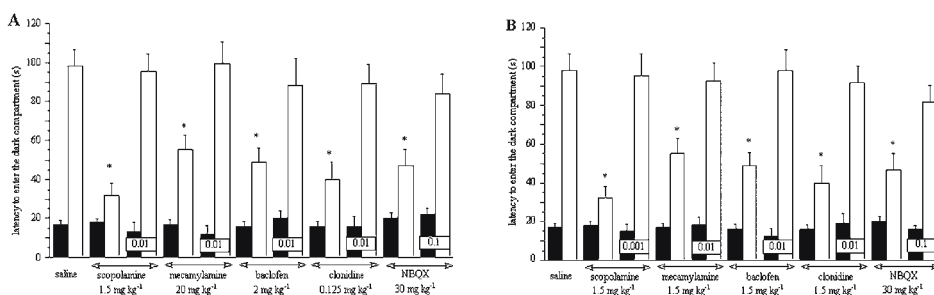 A
B
latency to enter the dark compartment (s)
120
100
80
60
40
20
0
* * * * *
0.01 0.01 0.01 0.01 0.1
saline scopolamine mecamylamine baclofen clonidine NBQX
1.5 mg kg-1 20 mg kg-1 2 mg kg-1 0.125 mg kg-1 30 mg kg-1
latency to enter the dark compartment (s)
120
100
80
60
40
20
0
* * * * *
0.001 0.01 0.01 0.01 0.1
saline scopolamine mecamylamine baclofen clonidine NBQX
1.5 mg kg-1 1.5 mg kg-1 1.5 mg kg-1 1.5 mg kg-1 30 mg kg-1